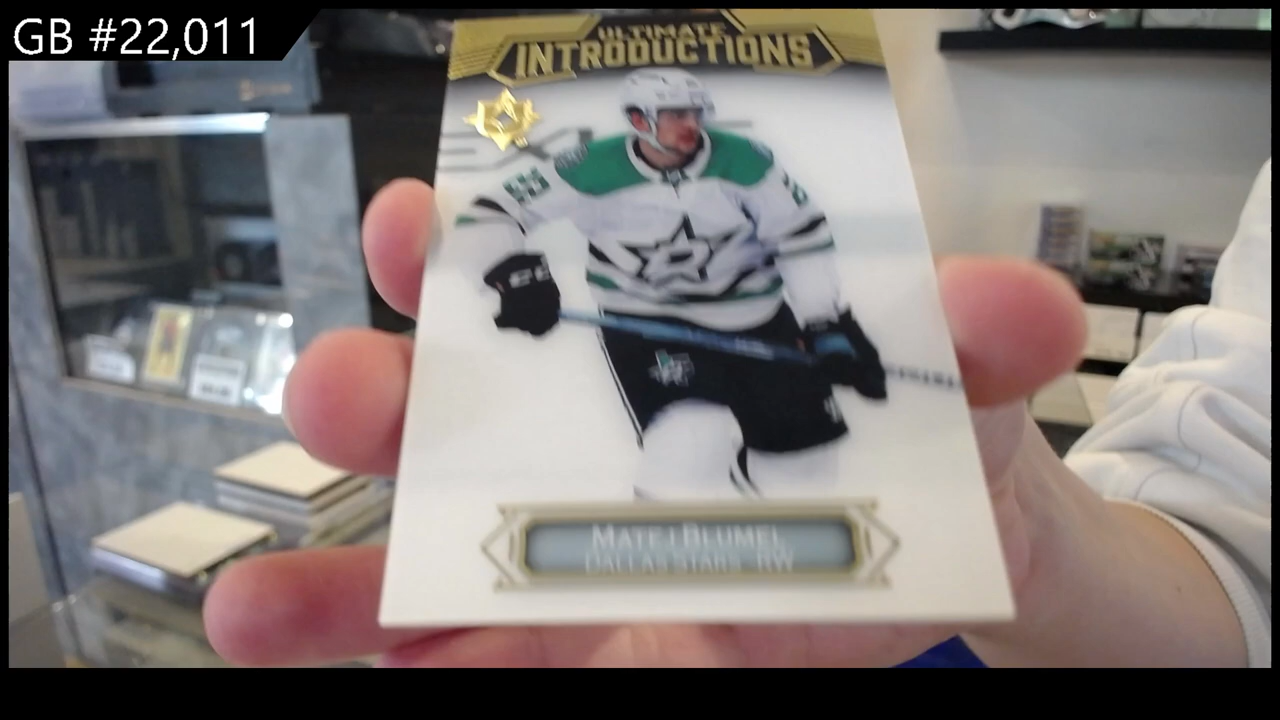 GB #22,011
ULTIMATE
INTRODUCTIONS
MATEJ BLUMEL
DALLAS STARS RW